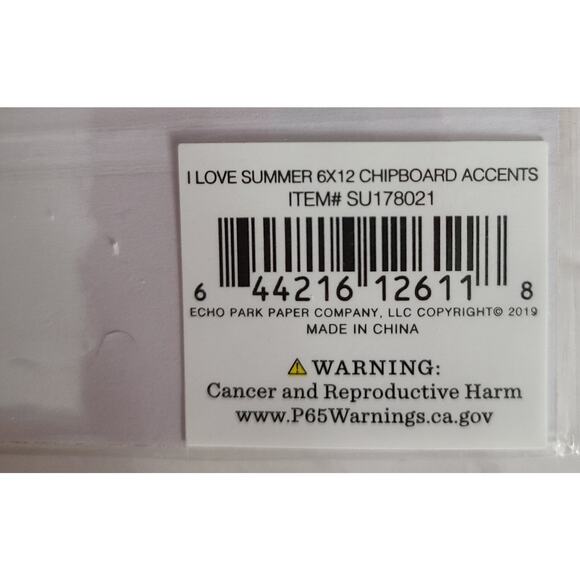 I LOVE SUMMER 6X12 CHIPBOARD ACCENTS
ITEM# SU178021
6 44216 12611 8
ECHO PARK PAPER COMPANY, LLC COPYRIGHT© 2019
MADE IN CHINA
⚠ WARNING:
Cancer and Reproductive Harm
www.P65Warnings.ca.gov